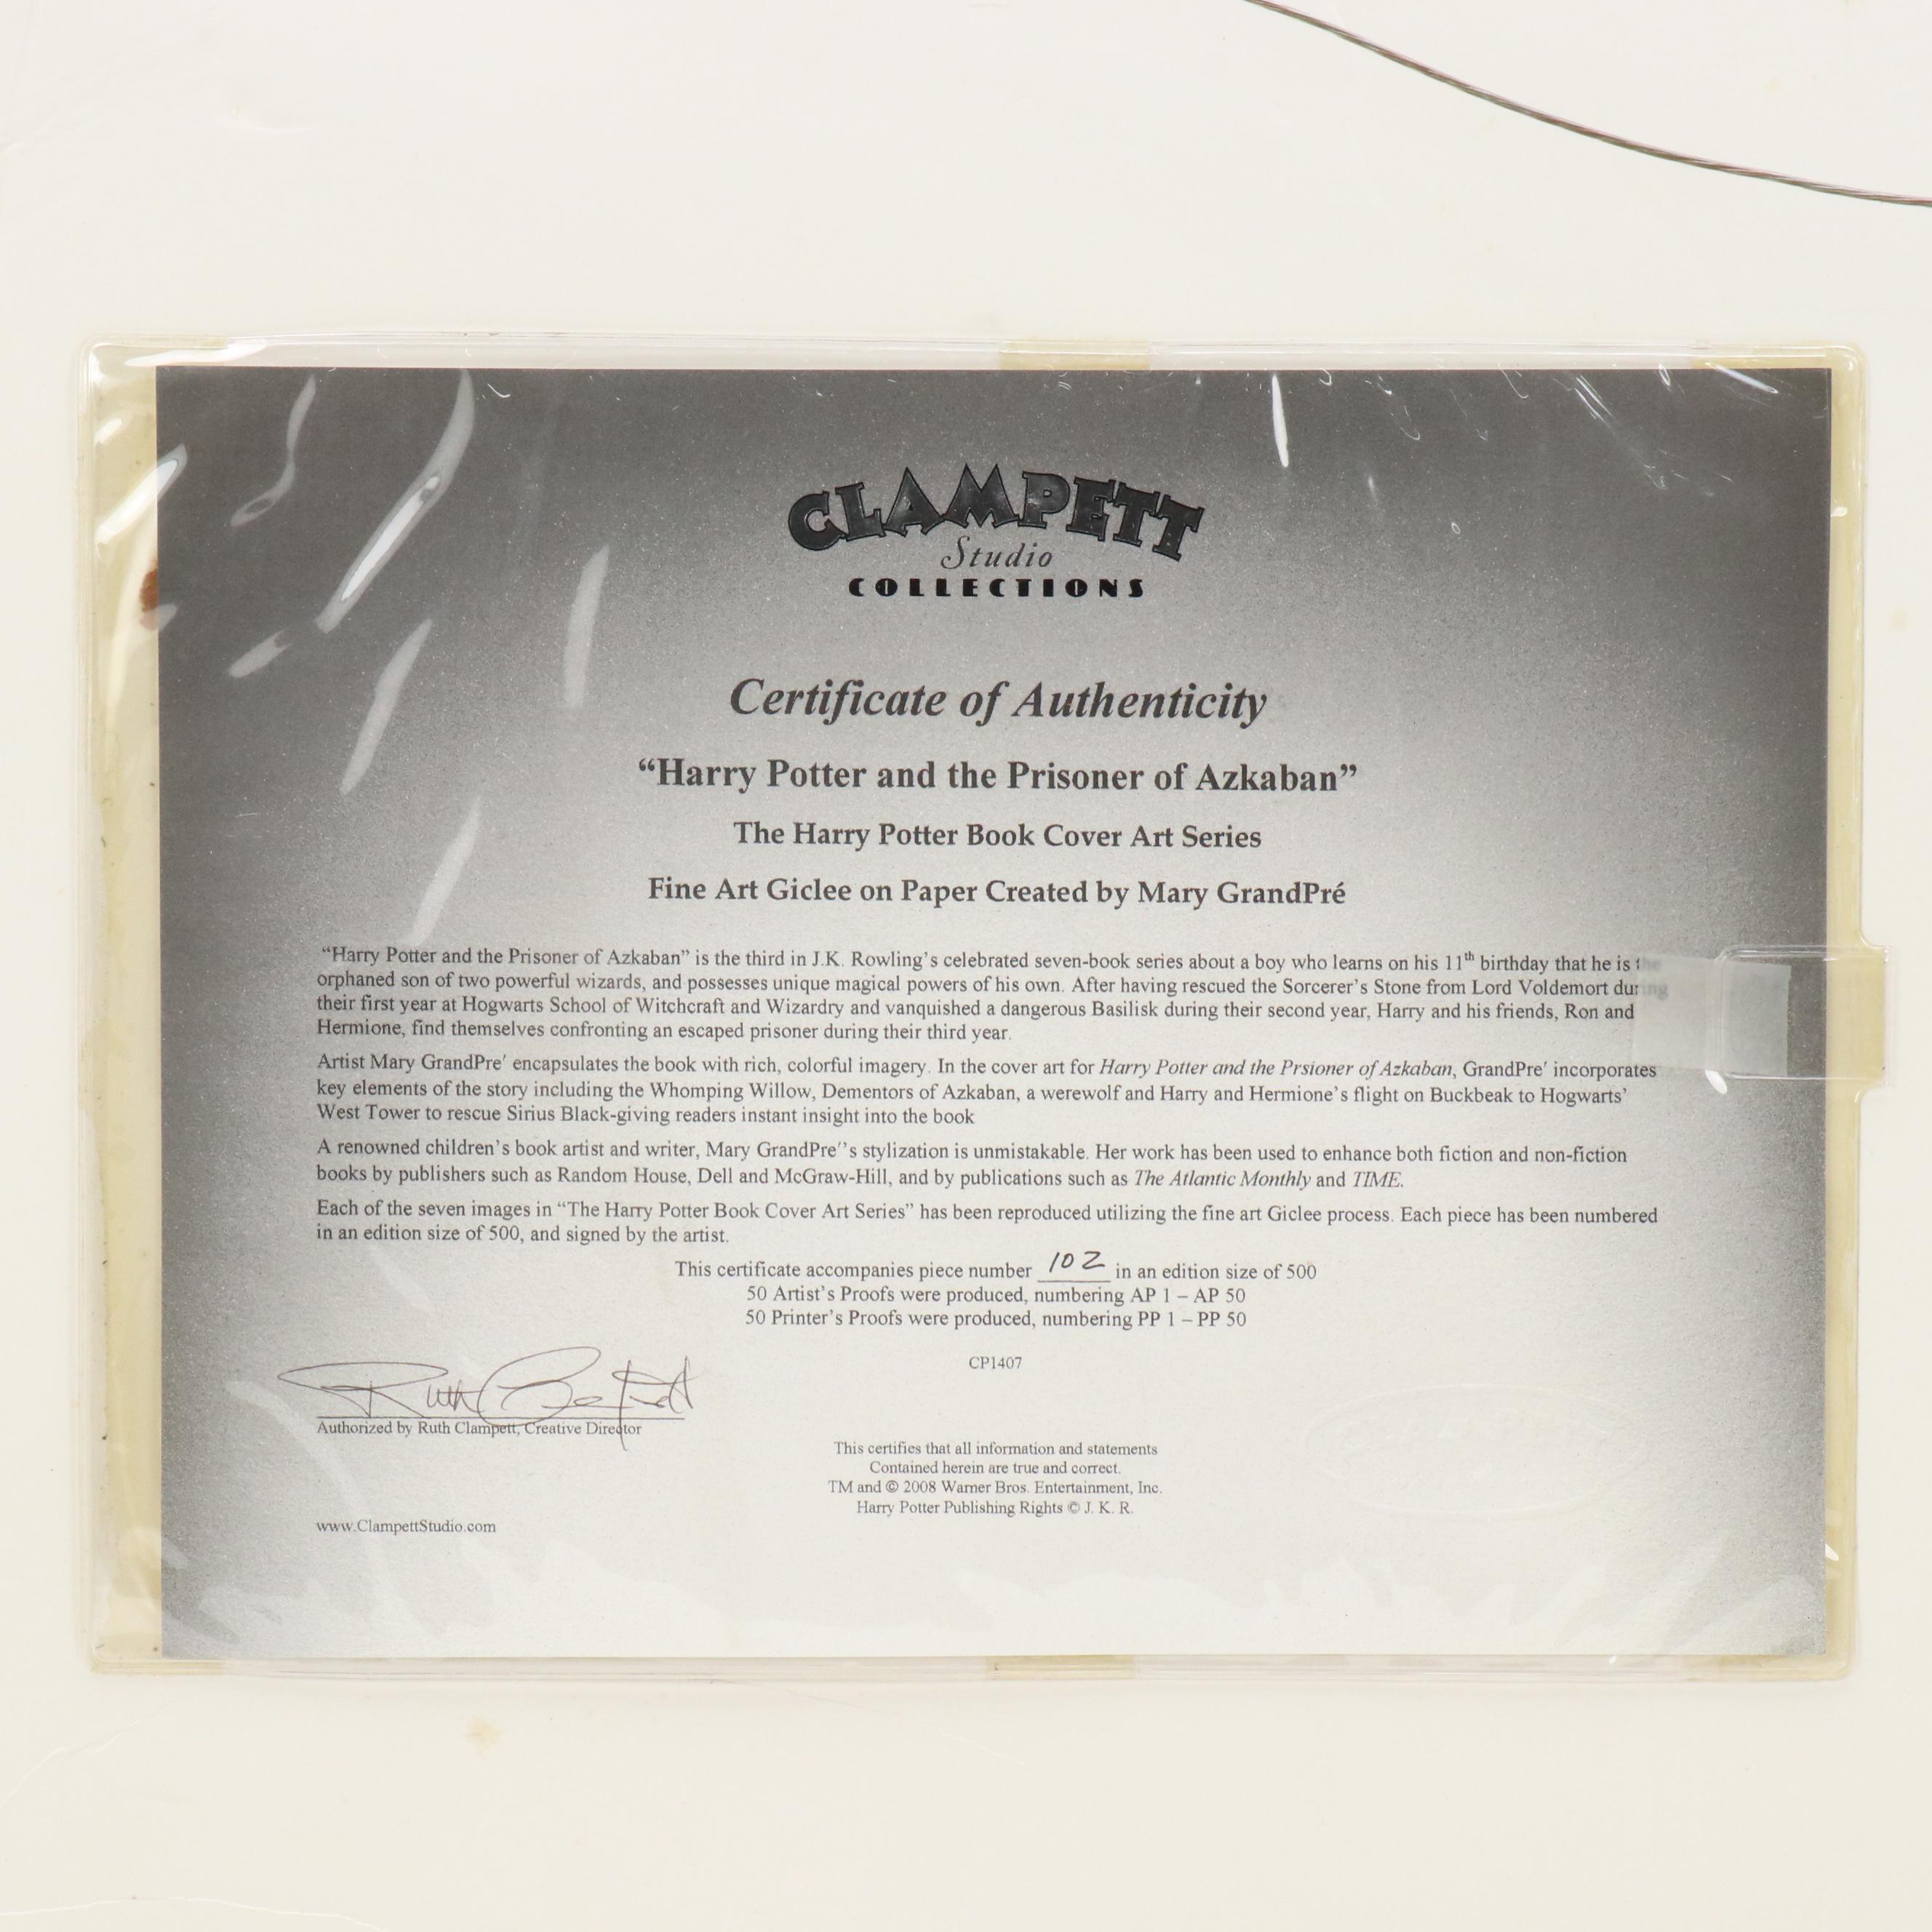 CLAMPETT
Studio
COLLECTIONS
Certificate of Authenticity
“Harry Potter and the Prisoner of Azkaban”
The Harry Potter Book Cover Art Series
Fine Art Giclee on Paper Created by Mary GrandPré
“Harry Potter and the Prisoner of Azkaban” is the third in J.K. Rowling’s celebrated seven-book series about a boy who learns on his 11th birthday that he is the
orphaned son of two powerful wizards, and possesses unique magical powers of his own. After having rescued the Sorcerer’s Stone from Lord Voldemort during
their first year at Hogwarts School of Witchcraft and Wizardry and vanquished a dangerous Basilisk during their second year, Harry and his friends, Ron and
Hermione, find themselves confronting an escaped prisoner during their third year.
Artist Mary GrandPre' encapsulates the book with rich, colorful imagery. In the cover art for Harry Potter and the Prsioner of Azkaban, GrandPre' incorporates
key elements of the story including the Whomping Willow, Dementors of Azkaban, a werewolf and Harry and Hermione’s flight on Buckbeak to Hogwarts’
West Tower to rescue Sirius Black-giving readers instant insight into the book
A renowned children’s book artist and writer, Mary GrandPre'’s stylization is unmistakable. Her work has been used to enhance both fiction and non-fiction
books by publishers such as Random House, Dell and McGraw-Hill, and by publications such as The Atlantic Monthly and TIME.
Each of the seven images in “The Harry Potter Book Cover Art Series” has been reproduced utilizing the fine art Giclee process. Each piece has been numbered
in an edition size of 500, and signed by the artist.
This certificate accompanies piece number 102 in an edition size of 500
50 Artist’s Proofs were produced, numbering AP 1 – AP 50
50 Printer’s Proofs were produced, numbering PP 1 – PP 50
CP1407
Authorized by Ruth Clampett, Creative Director
This certifies that all information and statements
Contained herein are true and correct.
TM and © 2008 Warner Bros. Entertainment, Inc.
Harry Potter Publishing Rights © J. K. R.
www.ClampettStudio.com